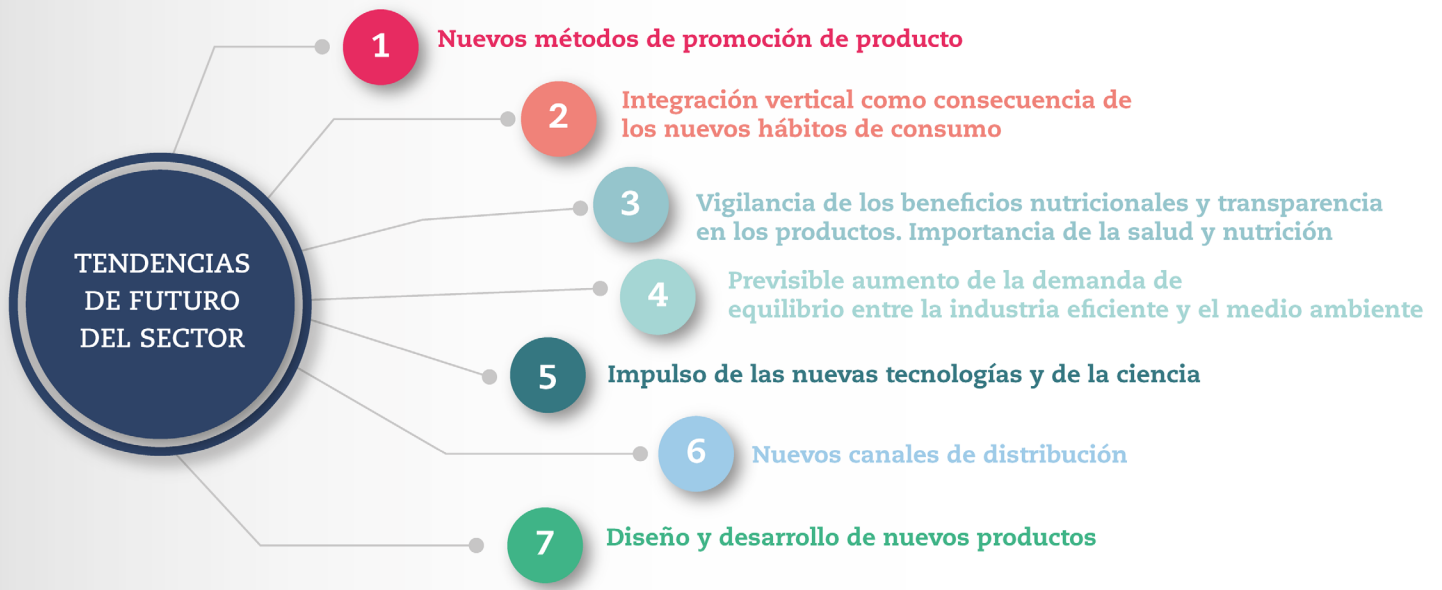 TENDENCIAS
DE FUTURO
DEL SECTOR
1
Nuevos métodos de promoción de producto
2
Integración vertical como consecuencia de
los nuevos hábitos de consumo
3
Vigilancia de los beneficios nutricionales y transparencia
en los productos. Importancia de la salud y nutrición
4
Previsible aumento de la demanda de
equilibrio entre la industria eficiente y el medio ambiente
5
Impulso de las nuevas tecnologías y de la ciencia
6
Nuevos canales de distribución
7
Diseño y desarrollo de nuevos productos